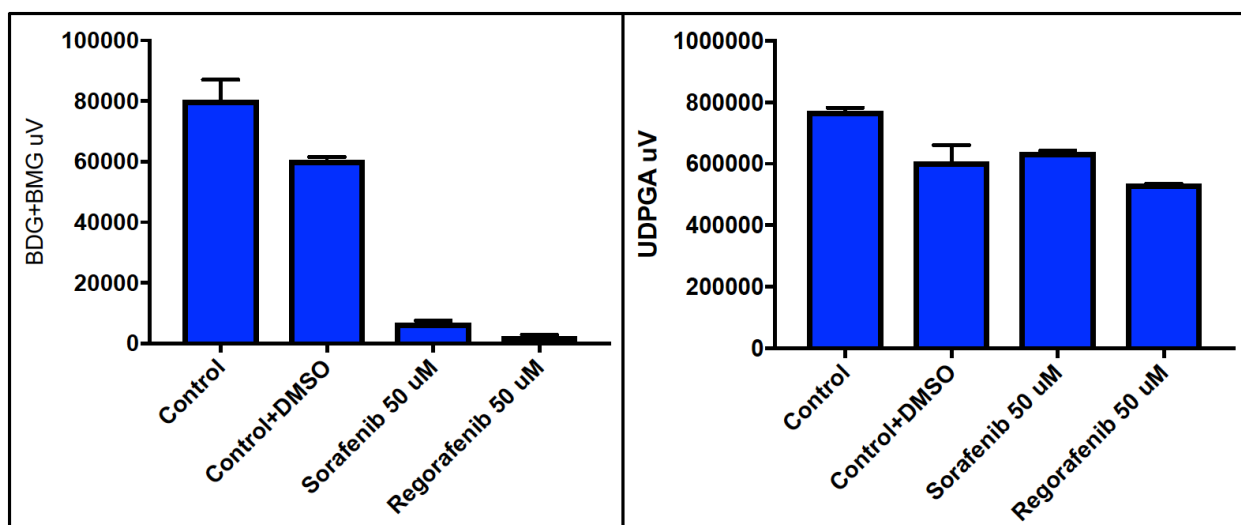 BDG+BMG uV
100000
80000
60000
40000
20000
0
Control
Control+DMSO
Sorafenib 50 uM
Regorafenib 50 uM
UDPGA uV
1000000
800000
600000
400000
200000
0
Control
Control+DMSO
Sorafenib 50 uM
Regorafenib 50 uM